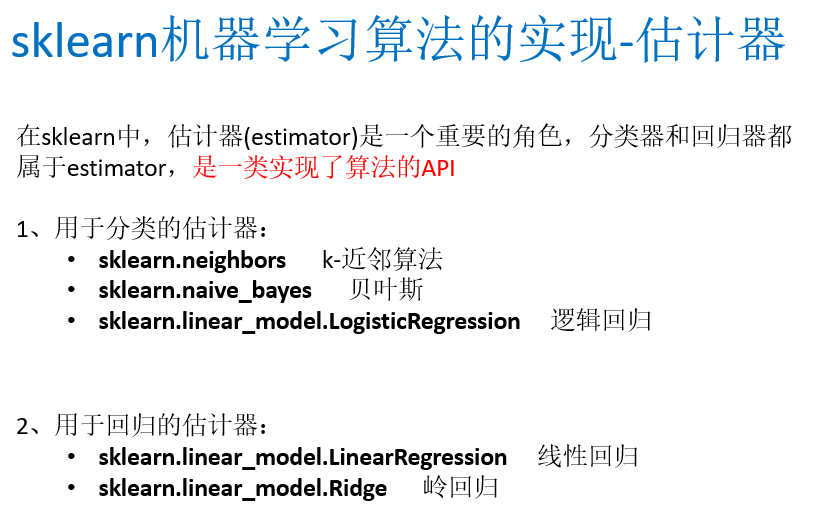 sklearn机器学习算法的实现-估计器
在sklearn中，估计器(estimator)是一个重要的角色，分类器和回归器都
属于estimator，是一类实现了算法的API
1、用于分类的估计器：
• sklearn.neighbors k-近邻算法
• sklearn.naive_bayes 贝叶斯
• sklearn.linear_model.LogisticRegression 逻辑回归
2、用于回归的估计器：
• sklearn.linear_model.LinearRegression 线性回归
• sklearn.linear_model.Ridge 岭回归